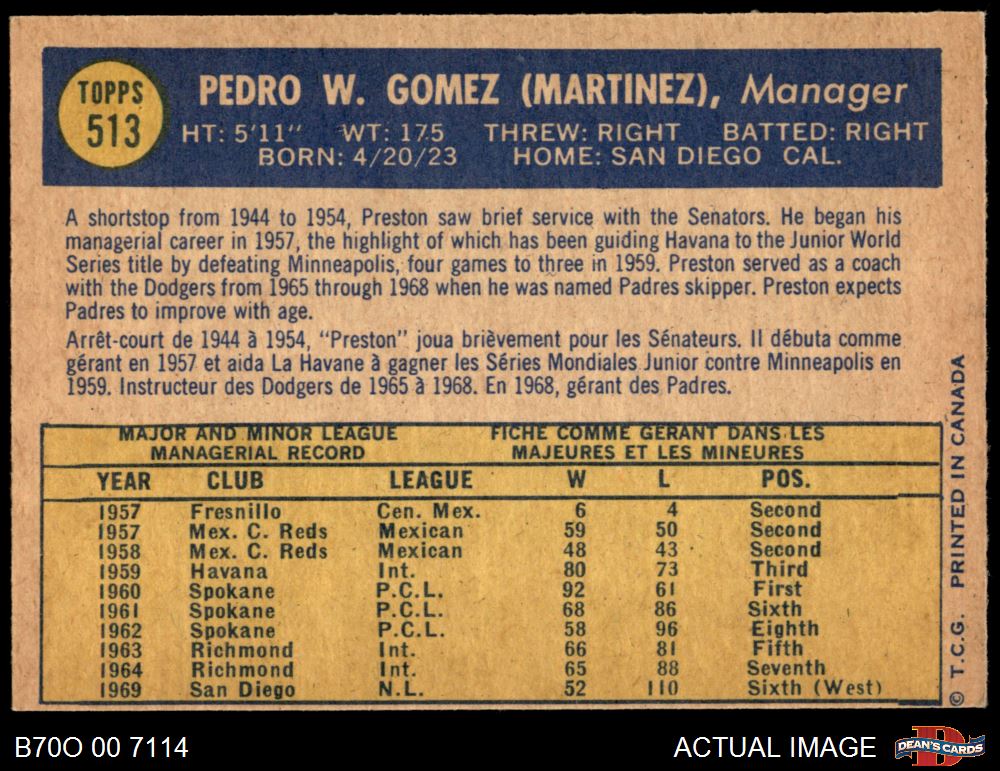 TOPPS
513
PEDRO W. GOMEZ (MARTINEZ), Manager
HT: 5'11" WT: 175 THREW: RIGHT BATTED: RIGHT
BORN: 4/20/23 HOME: SAN DIEGO CAL.
A shortstop from 1944 to 1954, Preston saw brief service with the Senators. He began his
managerial career in 1957, the highlight of which has been guiding Havana to the Junior World
Series title by defeating Minneapolis, four games to three in 1959. Preston served as a coach
with the Dodgers from 1965 through 1968 when he was named Padres skipper. Preston expects
Padres to improve with age.
Arrêt-court de 1944 à 1954, "Preston" joua brièvement pour les Sénateurs. Il débuta comme
gérant en 1957 et aida La Havane à gagner les Séries Mondiales Junior contre Minneapolis en
1959. Instructeur des Dodgers de 1965 à 1968. En 1968, gérant des Padres.
MAJOR AND MINOR LEAGUE
MANAGERIAL RECORD
FICHE COMME GERANT DANS LES
MAJEURES ET LES MINEURES
YEAR CLUB LEAGUE W L POS.
1957 Fresnillo Cen. Mex. 6 4 Second
1957 Mex. C. Reds Mexican 59 50 Second
1958 Mex. C. Reds Mexican 48 43 Second
1959 Havana Int. 80 73 Third
1960 Spokane P.C.L. 92 61 First
1961 Spokane P.C.L. 68 86 Sixth
1962 Spokane P.C.L. 58 96 Eighth
1963 Richmond Int. 66 81 Fifth
1964 Richmond Int. 65 88 Seventh
1969 San Diego N.L. 52 110 Sixth (West)
© T.C.G. PRINTED IN CANADA
B70O 00 7114
ACTUAL IMAGE
DEAN'S CARDS